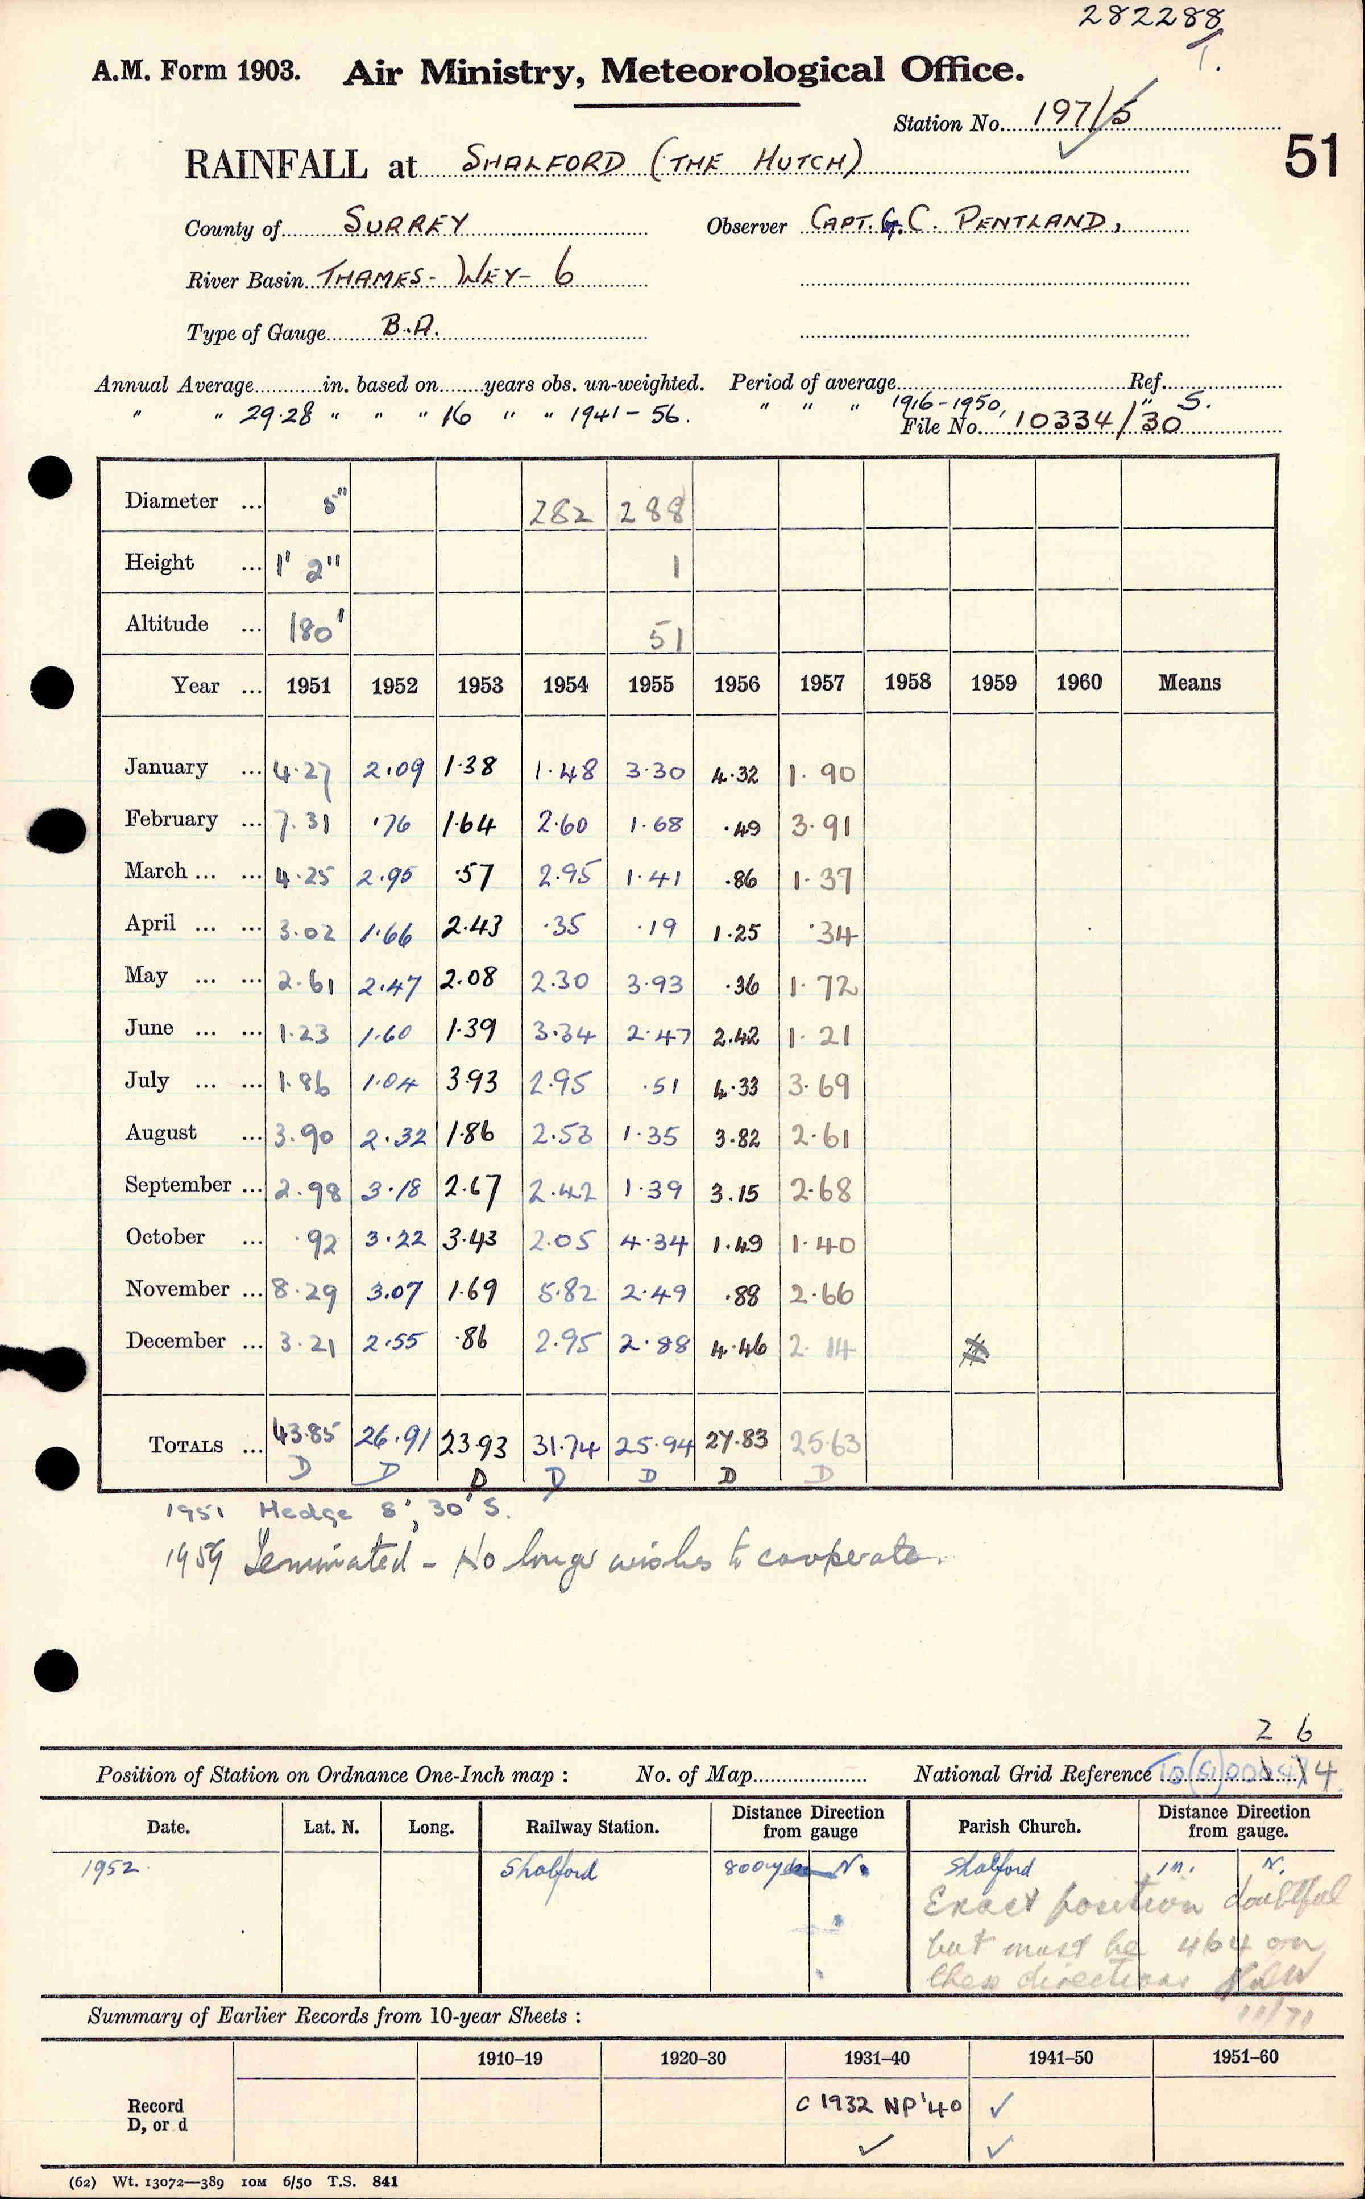 282288/1.
A.M. Form 1903. Air Ministry, Meteorological Office.
Station No. 197/5
51
RAINFALL at SHALFORD (THE HUTCH)
County of SURREY Observer CAPT. G.C. PENTLAND,
River Basin THAMES - WEY - 6
Type of Gauge B.A.
Annual Average in. based on years obs. un-weighted. Period of average Ref.
" " 29.28 " " " 16 " " 1941-56. " " " 1916-1950, " S.
File No. 10334/30
Diameter ... 5" 282 288
Height ... 1' 2" 1
Altitude ... 180' 51
Year ... 1951 1952 1953 1954 1955 1956 1957 1958 1959 1960 Means
January ... 4.27 2.09 1.38 1.48 3.30 4.32 1.90
February ... 7.31 .76 1.64 2.60 1.68 .49 3.91
March ... ... 4.25 2.95 .57 2.95 1.41 .86 1.37
April ... ... 3.02 1.66 2.43 .35 .19 1.25 .34
May ... ... 2.61 2.47 2.08 2.30 3.93 .36 1.72
June ... ... 1.23 1.60 1.39 3.34 2.47 2.42 1.21
July ... ... 1.86 1.04 3.93 2.95 .51 4.33 3.69
August ... 3.90 2.32 1.86 2.53 1.35 3.82 2.61
September ... 2.98 3.18 2.67 2.42 1.39 3.15 2.68
October ... .92 3.22 3.43 2.05 4.34 1.49 1.40
November ... 8.29 3.07 1.69 5.82 2.49 .88 2.66
December ... 3.21 2.55 .86 2.95 2.88 4.46 2.14
TOTALS ... 43.85 26.91 23.93 31.74 25.94 27.83 25.63
D D D D D D D
1951 Hedge 8', 30' S.
1959 Terminated - No longer wishes to cooperate.
2 6
Position of Station on Ordnance One-Inch map : No. of Map National Grid Reference
Date. Lat. N. Long. Railway Station. Distance Direction from gauge Parish Church. Distance Direction from gauge.
1952. Shalford 800yds N. Shalford 1m. N.
Exact position doubtful
but must be 464 on
these directions
11/71
Summary of Earlier Records from 10-year Sheets :
1910–19 1920–30 1931–40 1941–50 1951–60
Record
D, or d
C 1932 NP '40 ✓
✓ ✓
(62) Wt. 13072—389 10M 6/50 T.S. 841